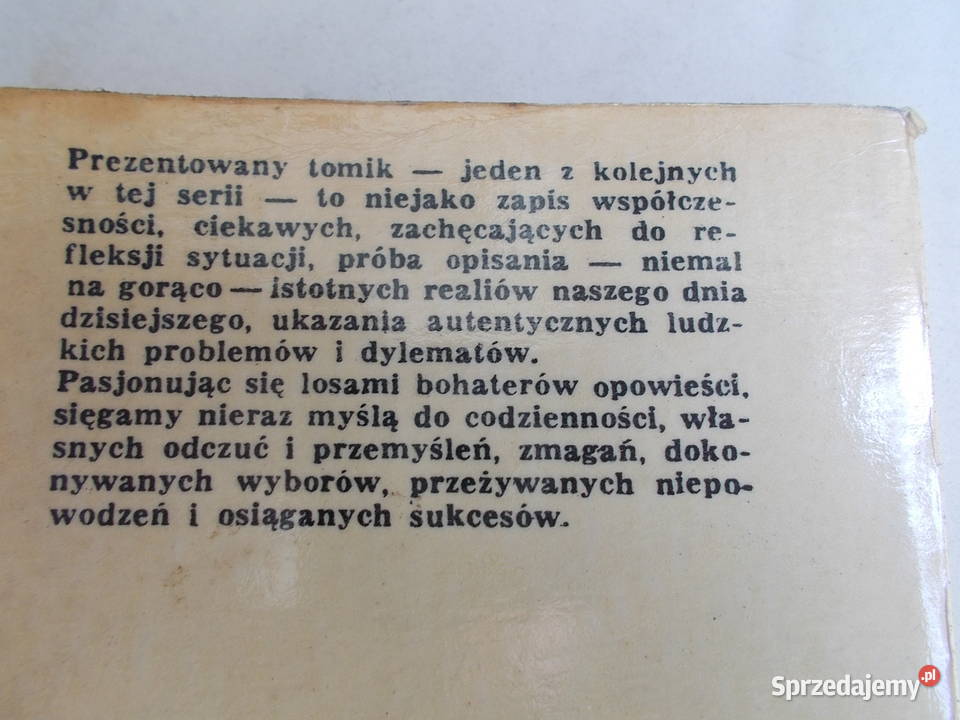 Prezentowany tomik — jeden z kolejnych
w tej serii — to niejako zapis współcze-
sności, ciekawych, zachęcających do re-
fleksji sytuacji, próba opisania — niemal
na gorąco — istotnych realiów naszego dnia
dzisiejszego, ukazania autentycznych ludz-
kich problemów i dylematów.
Pasjonując się losami bohaterów opowieści,
sięgamy nieraz myślą do codzienności, wła-
snych odczuć i przemyśleń, zmagań, doko-
nywanych wyborów, przeżywanych niepo-
wodzeń i osiąganych sukcesów.
Sprzedajemy.pl